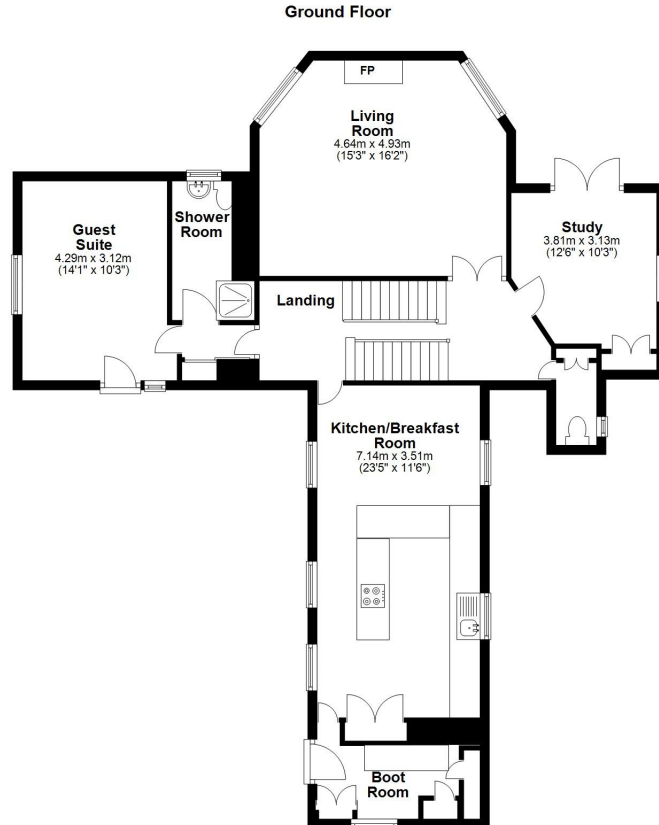 Ground Floor
FP
Living
Room
4.64m x 4.93m
(15'3" x 16'2")
Guest
Suite
4.29m x 3.12m
(14'1" x 10'3")
Shower
Room
Study
3.81m x 3.13m
(12'6" x 10'3")
Landing
Kitchen/Breakfast
Room
7.14m x 3.51m
(23'5" x 11'6")
Boot
Room